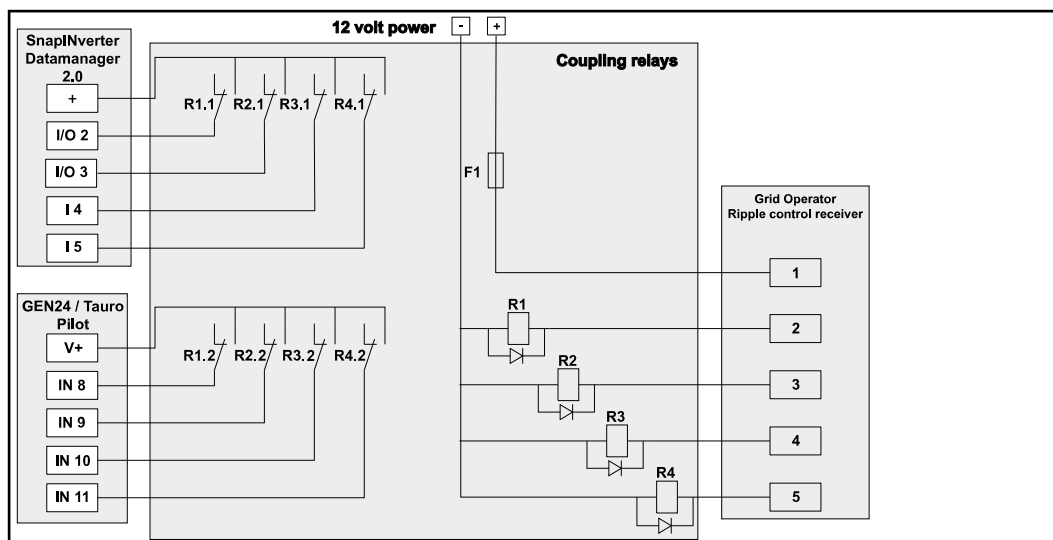 12 volt power
-
+
SnapINverter
Datamanager
2.0
+
I/O 2
I/O 3
I 4
I 5
R1.1
R2.1
R3.1
R4.1
Coupling relays
F1
Grid Operator
Ripple control receiver
1
2
3
4
5
R1
R2
R3
R4
GEN24 / Tauro
Pilot
V+
IN 8
IN 9
IN 10
IN 11
R1.2
R2.2
R3.2
R4.2